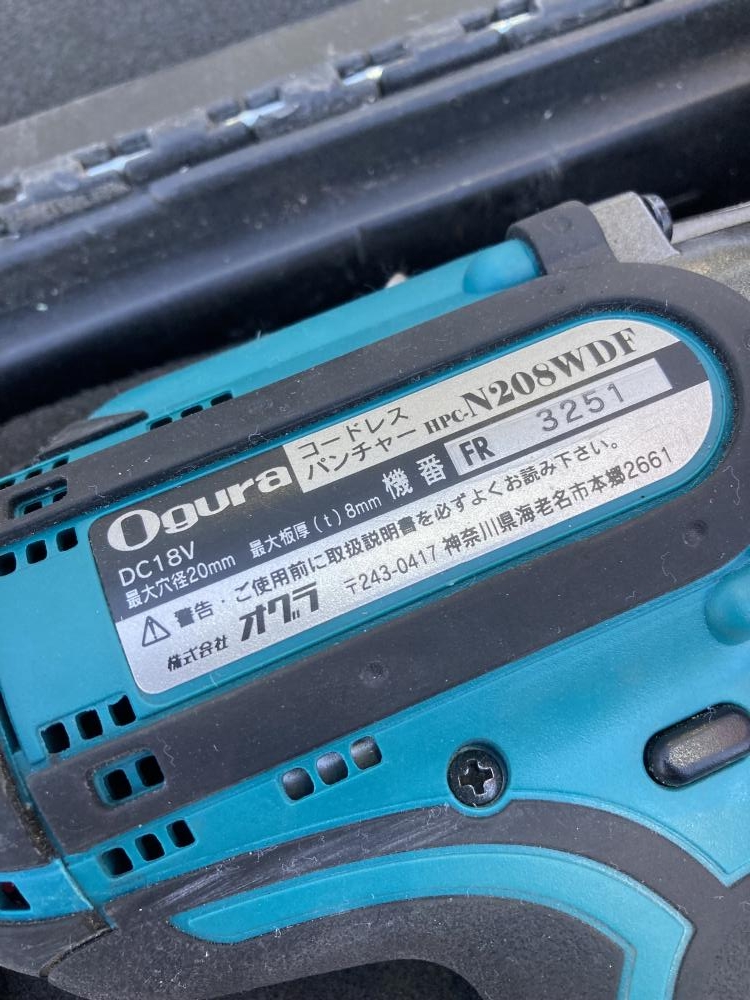 Ogura
コードレス
パンチャー HPC-N208WDF
DC18V
最大穴径20mm 最大板厚(t)8mm 機番 FR 3251
警告・ご使用前に取扱説明書を必ずよくお読み下さい。
株式会社 オグラ 〒243-0417 神奈川県海老名市本郷2661